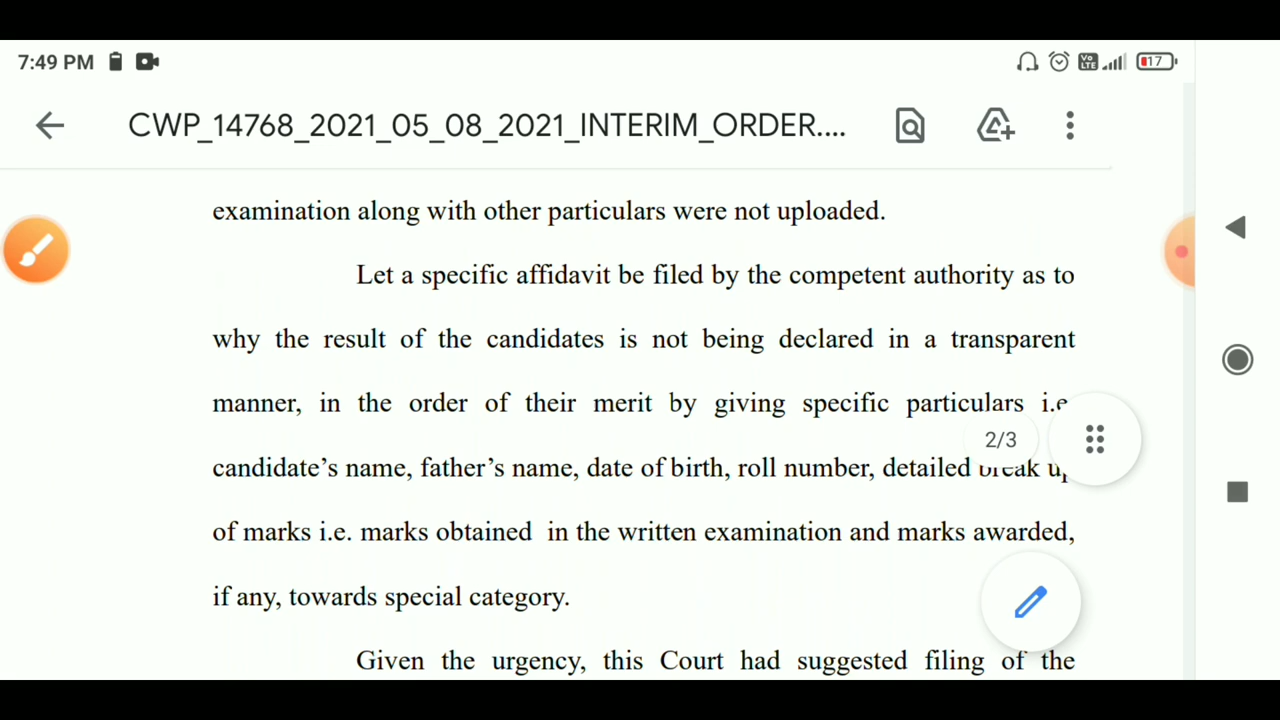 7:49 PM
Vo LTE
17
CWP_14768_2021_05_08_2021_INTERIM_ORDER....
examination along with other particulars were not uploaded.
Let a specific affidavit be filed by the competent authority as to
why the result of the candidates is not being declared in a transparent
manner, in the order of their merit by giving specific particulars i.e
2/3
candidate’s name, father’s name, date of birth, roll number, detailed break
of marks i.e. marks obtained in the written examination and marks awarded,
if any, towards special category.
Given the urgency, this Court had suggested filing of the